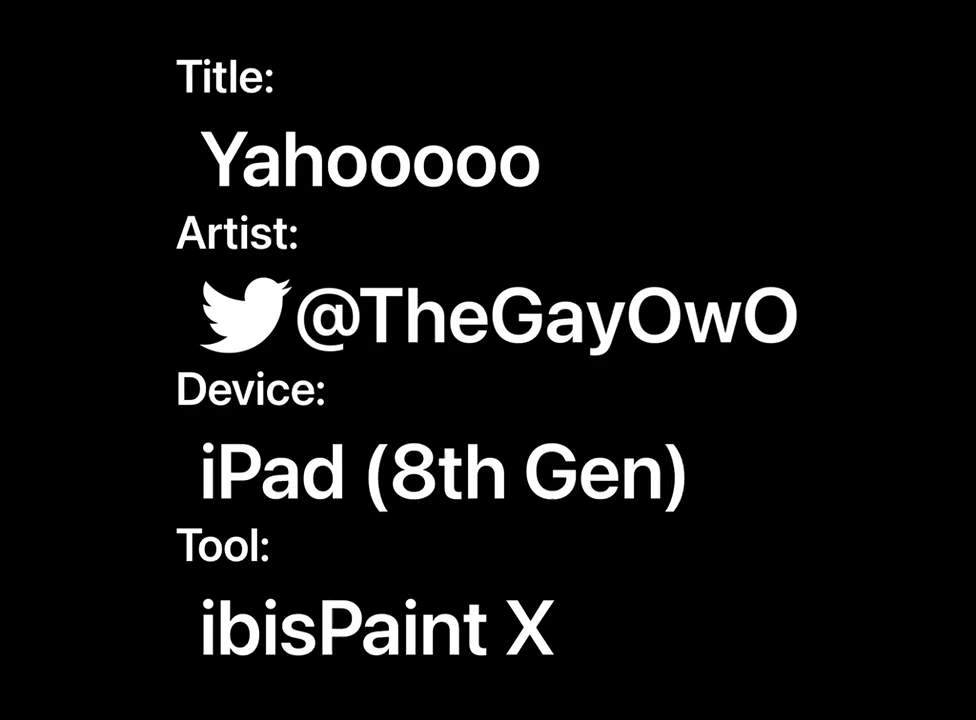 Title:
Yahooooo
Artist:
@TheGayOwO
Device:
iPad (8th Gen)
Tool:
ibisPaint X